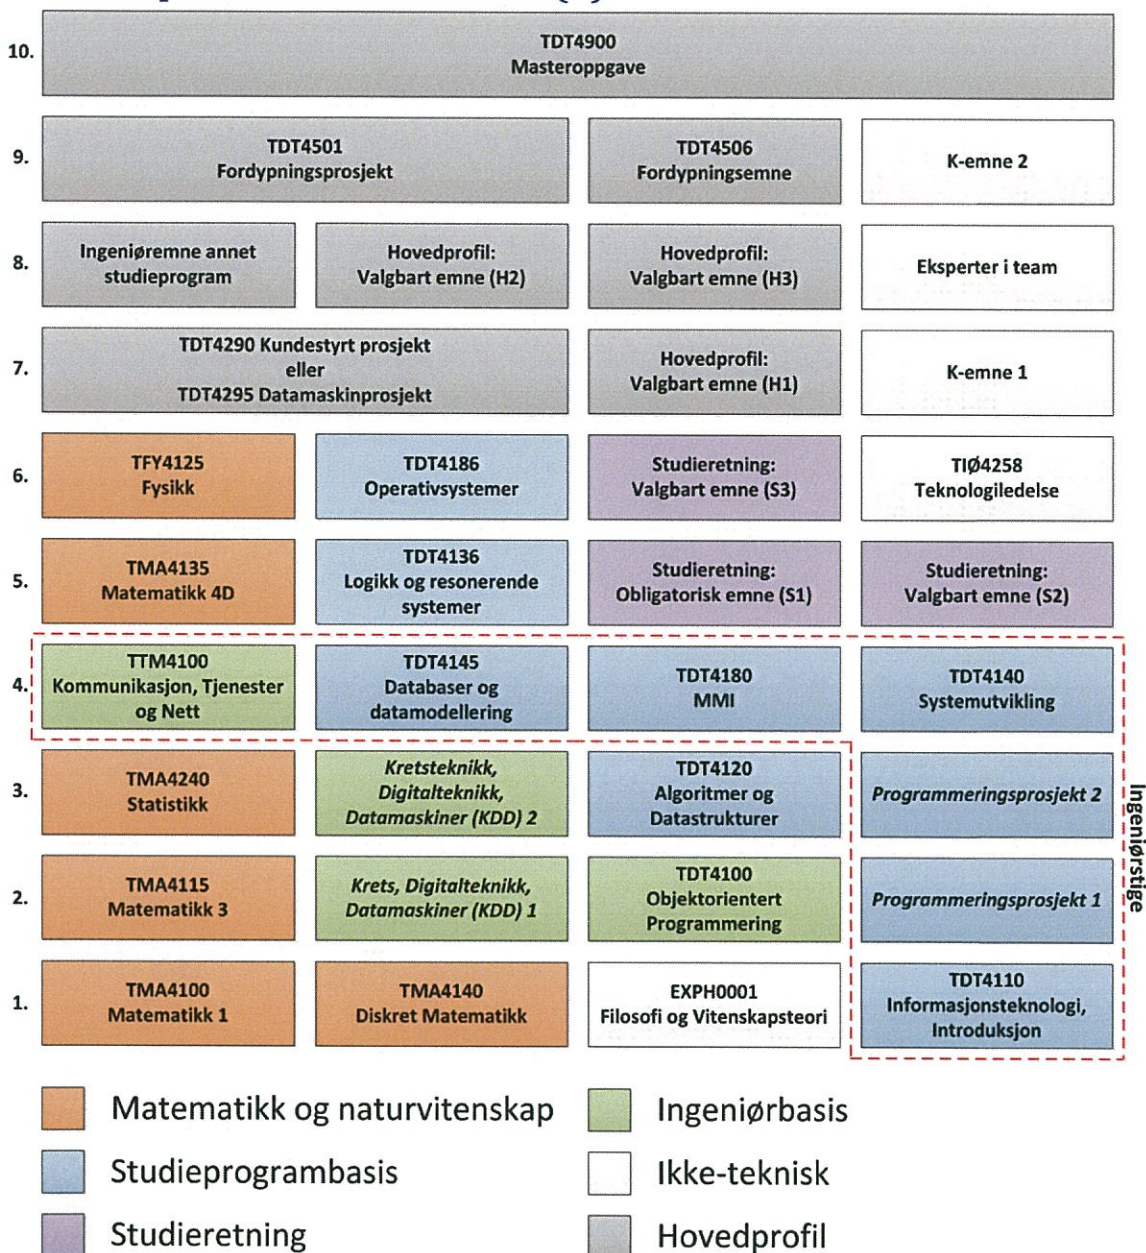 10.
TDT4900
Masteroppgave
9.
TDT4501
Fordypningsprosjekt
TDT4506
Fordypningsemne
K-emne 2
8.
Ingeniøremne annet
studieprogram
Hovedprofil:
Valgbart emne (H2)
Hovedprofil:
Valgbart emne (H3)
Eksperter i team
7.
TDT4290 Kundestyrt prosjekt
eller
TDT4295 Datamaskinprosjekt
Hovedprofil:
Valgbart emne (H1)
K-emne 1
6.
TFY4125
Fysikk
TDT4186
Operativsystemer
Studieretning:
Valgbart emne (S3)
TIØ4258
Teknologiledelse
5.
TMA4135
Matematikk 4D
TDT4136
Logikk og resonerende
systemer
Studieretning:
Obligatorisk emne (S1)
Studieretning:
Valgbart emne (S2)
4.
TTM4100
Kommunikasjon, Tjenester
og Nett
TDT4145
Databaser og
datamodellering
TDT4180
MMI
TDT4140
Systemutvikling
3.
TMA4240
Statistikk
Kretsteknikk,
Digitalteknikk,
Datamaskiner (KDD) 2
TDT4120
Algoritmer og
Datastrukturer
Programmeringsprosjekt 2
Ingeniørstige
2.
TMA4115
Matematikk 3
Krets, Digitalteknikk,
Datamaskiner (KDD) 1
TDT4100
Objektorientert
Programmering
Programmeringsprosjekt 1
1.
TMA4100
Matematikk 1
TMA4140
Diskret Matematikk
EXPH0001
Filosofi og Vitenskapsteori
TDT4110
Informasjonsteknologi,
Introduksjon
Matematikk og naturvitenskap
Ingeniørbasis
Studieprogrambasis
Ikke-teknisk
Studieretning
Hovedprofil